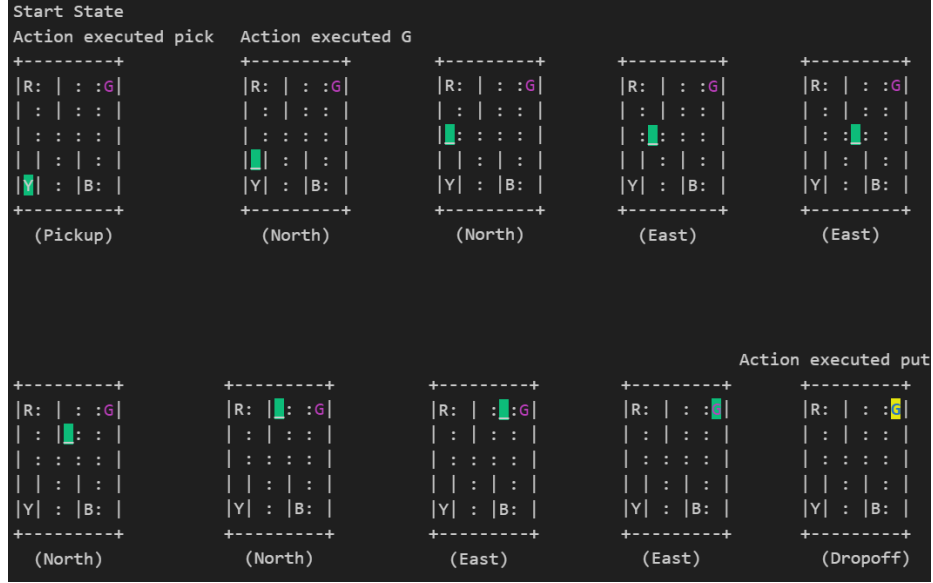 Start State
Action executed pick   Action executed G
+---------+ +---------+ +---------+ +---------+ +---------+
|R: | : :G| |R: | : :G| |R: | : :G| |R: | : :G| |R: | : :G|
| : | : : | | : | : : | | : | : : | | : | : : | | : | : : |
| : : : : | | : : : : | |_: : : : | | :_: : : | | : :_: : |
| | : | : | |_| : | : | | | : | : | | | : | : | | | : | : |
|Y| : |B: | |Y| : |B: | |Y| : |B: | |Y| : |B: | |Y| : |B: |
+---------+ +---------+ +---------+ +---------+ +---------+
(Pickup) (North) (North) (East) (East)
Action executed put
+---------+ +---------+ +---------+ +---------+ +---------+
|R: | : :G| |R: |_: :G| |R: | :_:G| |R: | : :G| |R: | : :G|
| : |_: : | | : | : : | | : | : : | | : | : : | | : | : : |
| : : : : | | : : : : | | : : : : | | : : : : | | : : : : |
| | : | : | | | : | : | | | : | : | | | : | : | | | : | : |
|Y| : |B: | |Y| : |B: | |Y| : |B: | |Y| : |B: | |Y| : |B: |
+---------+ +---------+ +---------+ +---------+ +---------+
(North) (North) (East) (East) (Dropoff)